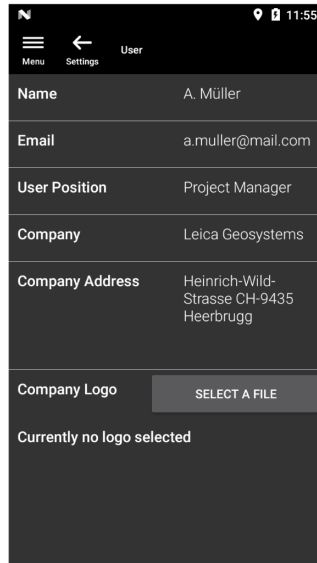 11:55
Menu
Settings
User
Name A. Müller
Email a.muller@mail.com
User Position Project Manager
Company Leica Geosystems
Company Address Heinrich-Wild-
Strasse CH-9435
Heerbrugg
Company Logo SELECT A FILE
Currently no logo selected